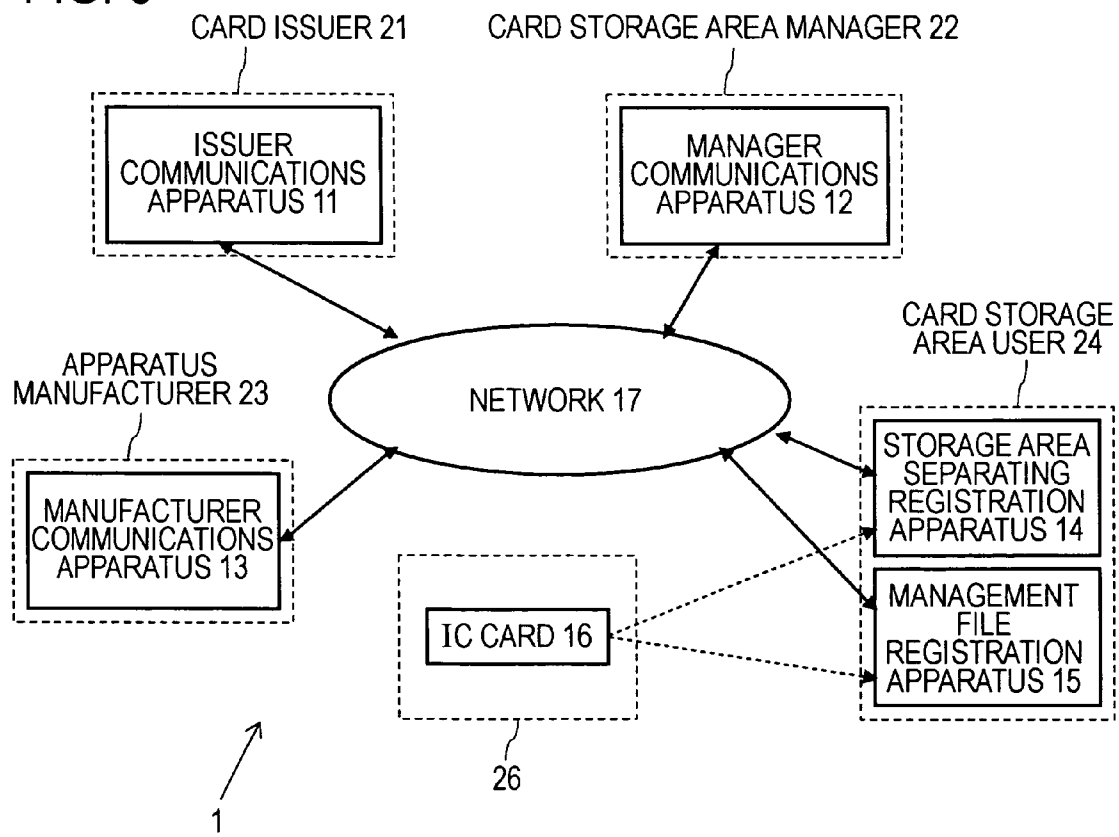 CARD ISSUER 21
CARD STORAGE AREA MANAGER 22
ISSUER
COMMUNICATIONS
APPARATUS 11
MANAGER
COMMUNICATIONS
APPARATUS 12
CARD STORAGE
AREA USER 24
APPARATUS
MANUFACTURER 23
NETWORK 17
STORAGE AREA
SEPARATING
REGISTRATION
APPARATUS 14
MANUFACTURER
COMMUNICATIONS
APPARATUS 13
IC CARD 16
MANAGEMENT
FILE
REGISTRATION
APPARATUS 15
26
1